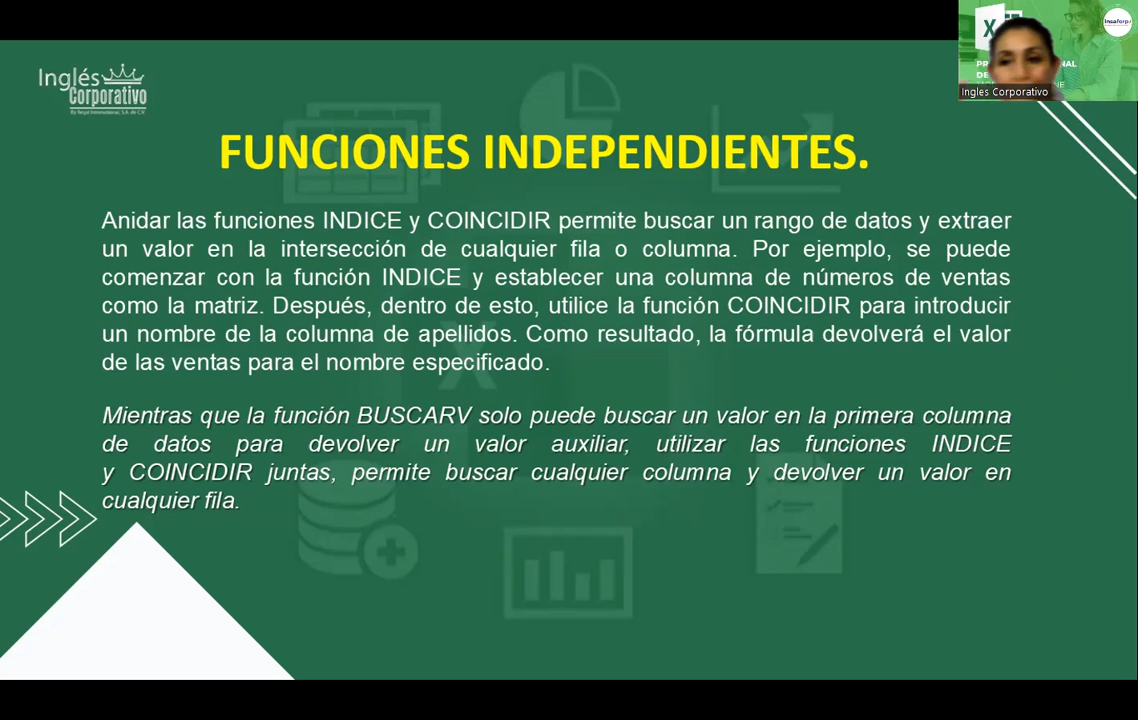 Inglés
Corporativo
FUNCIONES INDEPENDIENTES.
Anidar las funciones INDICE y COINCIDIR permite buscar un rango de datos y extraer
un valor en la intersección de cualquier fila o columna. Por ejemplo, se puede
comenzar con la función INDICE y establecer una columna de números de ventas
como la matriz. Después, dentro de esto, utilice la función COINCIDIR para introducir
un nombre de la columna de apellidos. Como resultado, la fórmula devolverá el valor
de las ventas para el nombre especificado.
Mientras que la función BUSCARV solo puede buscar un valor en la primera columna
de datos para devolver un valor auxiliar, utilizar las funciones INDICE
y COINCIDIR juntas, permite buscar cualquier columna y devolver un valor en
cualquier fila.
X
Ingles Corporativo